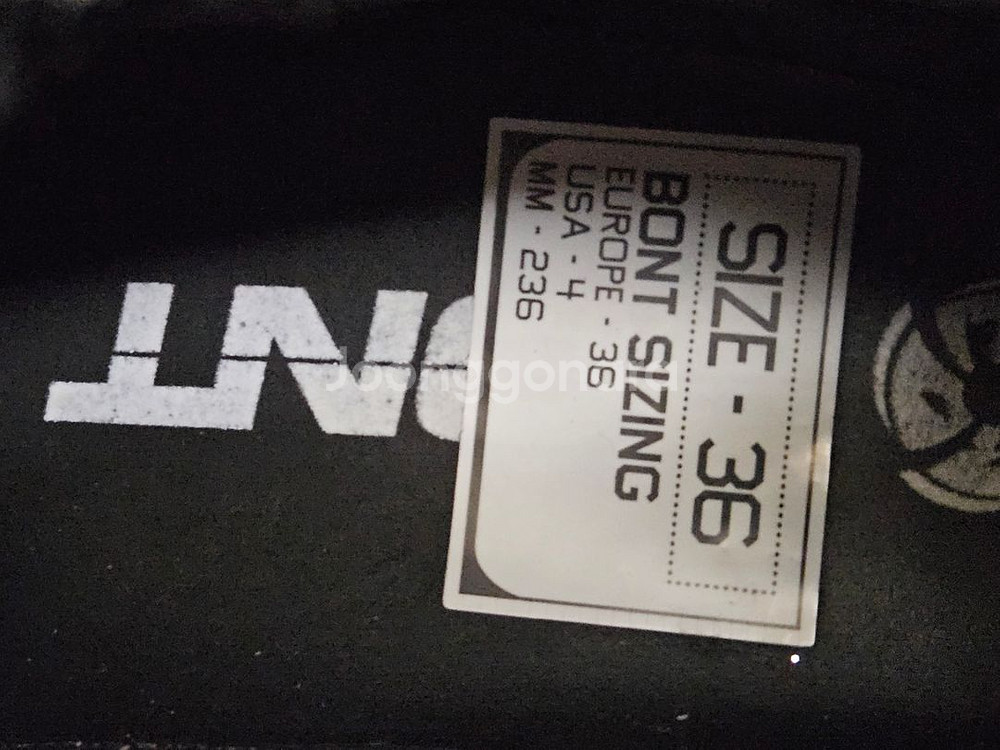 SIZE - 36
BONT SIZING
EUROPE - 36
USA - 4
MM - 236
ONT
Joonggonara